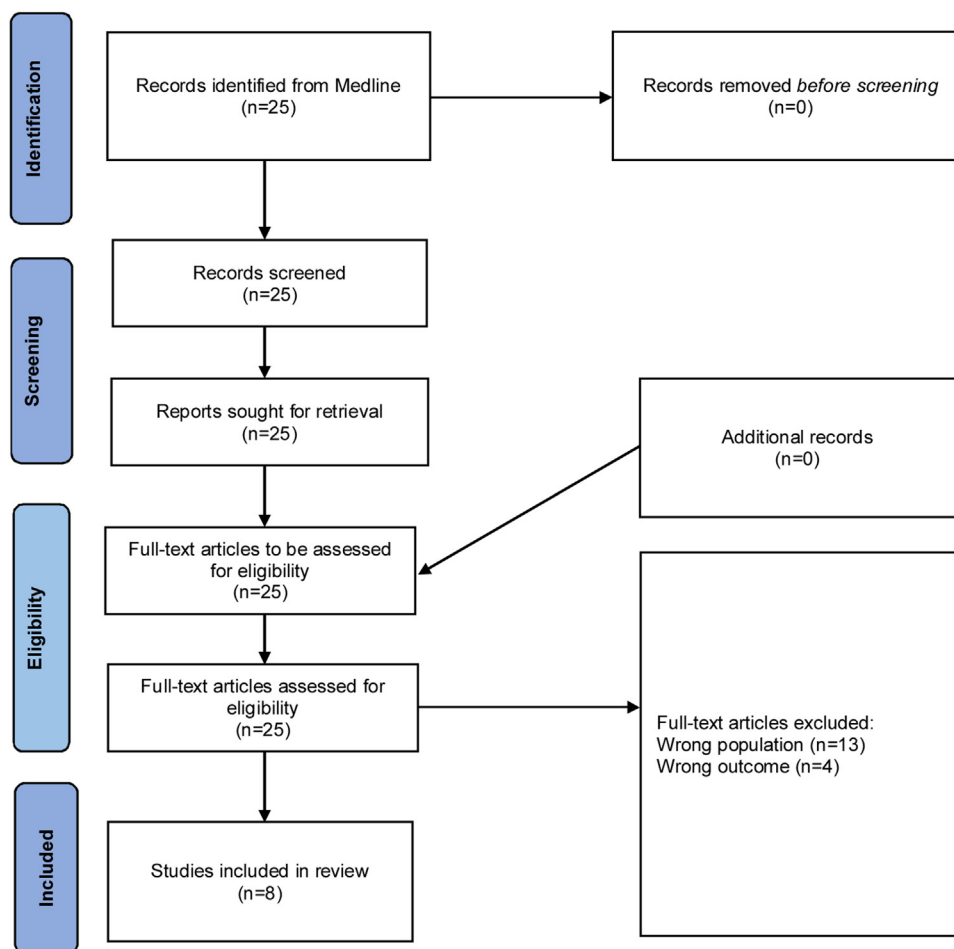 Identification
Records identified from Medline
(n=25)
Records removed before screening
(n=0)
Screening
Records screened
(n=25)
Reports sought for retrieval
(n=25)
Additional records
(n=0)
Eligibility
Full-text articles to be assessed
for eligibility
(n=25)
Full-text articles assessed for
eligibility
(n=25)
Full-text articles excluded:
Wrong population (n=13)
Wrong outcome (n=4)
Included
Studies included in review
(n=8)